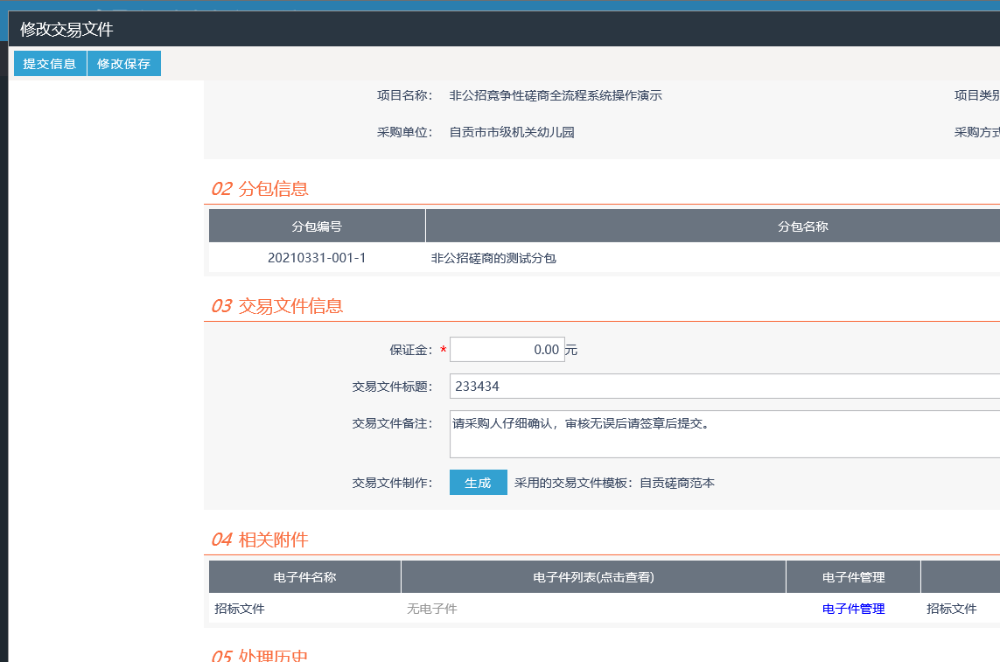 修改交易文件
提交信息 修改保存
项目名称: 非公招竞争性磋商全流程系统操作演示 项目类别
采购单位: 自贡市市级机关幼儿园 采购方式
02 分包信息
分包编号 分包名称
20210331-001-1 非公招磋商的测试分包
03 交易文件信息
保证金: * 0.00 元
交易文件标题: 233434
交易文件备注: 请采购人仔细确认，审核无误后请签章后提交。
交易文件制作: 生成 采用的交易文件模板: 自贡磋商范本
04 相关附件
电子件名称 电子件列表(点击查看) 电子件管理
招标文件 无电子件 电子件管理 招标文件
05 处理历史